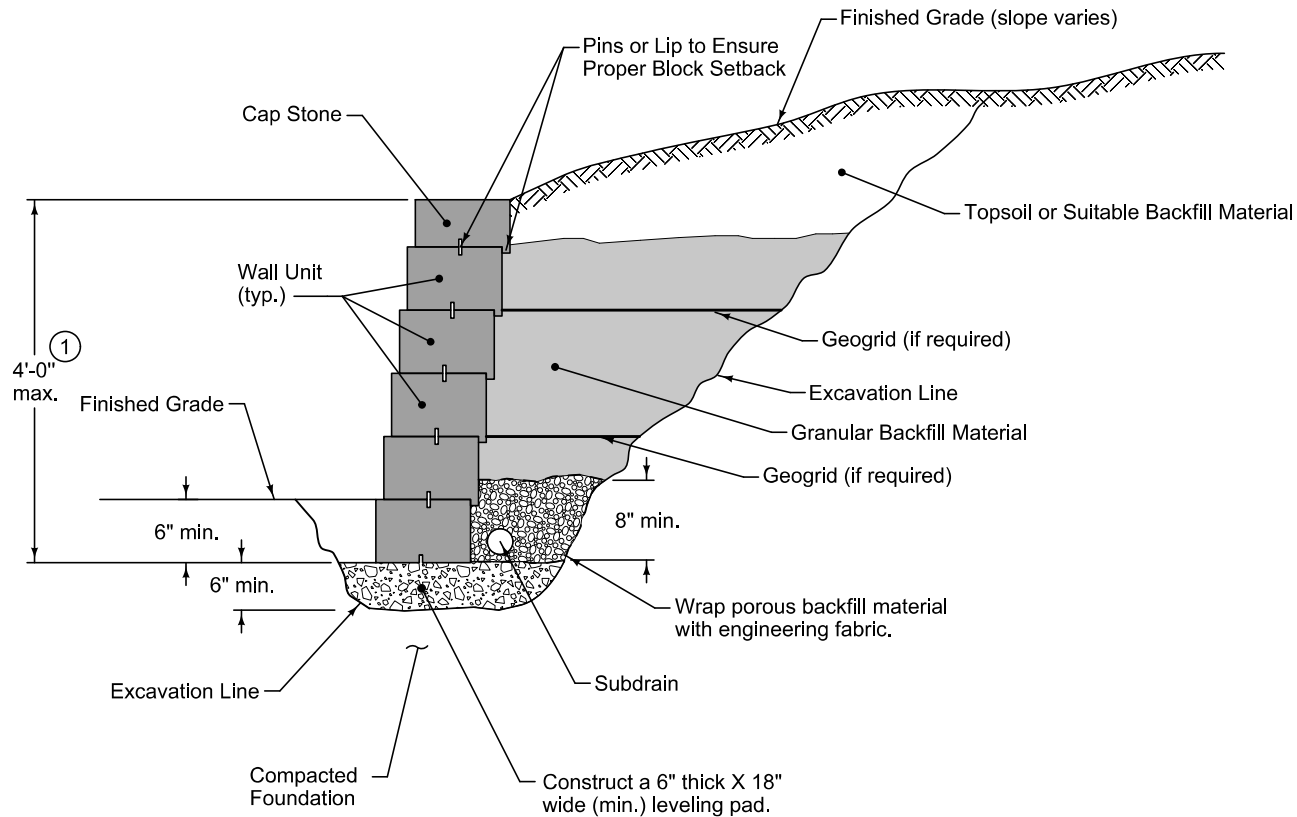 Finished Grade (slope varies)
Pins or Lip to Ensure
Proper Block Setback
Cap Stone
Topsoil or Suitable Backfill Material
Wall Unit
(typ.)
1
4'-0"
max.
Geogrid (if required)
Excavation Line
Finished Grade
Granular Backfill Material
Geogrid (if required)
6" min.
8" min.
6" min.
Wrap porous backfill material
with engineering fabric.
Subdrain
Excavation Line
Compacted
Foundation
Construct a 6" thick X 18"
wide (min.) leveling pad.